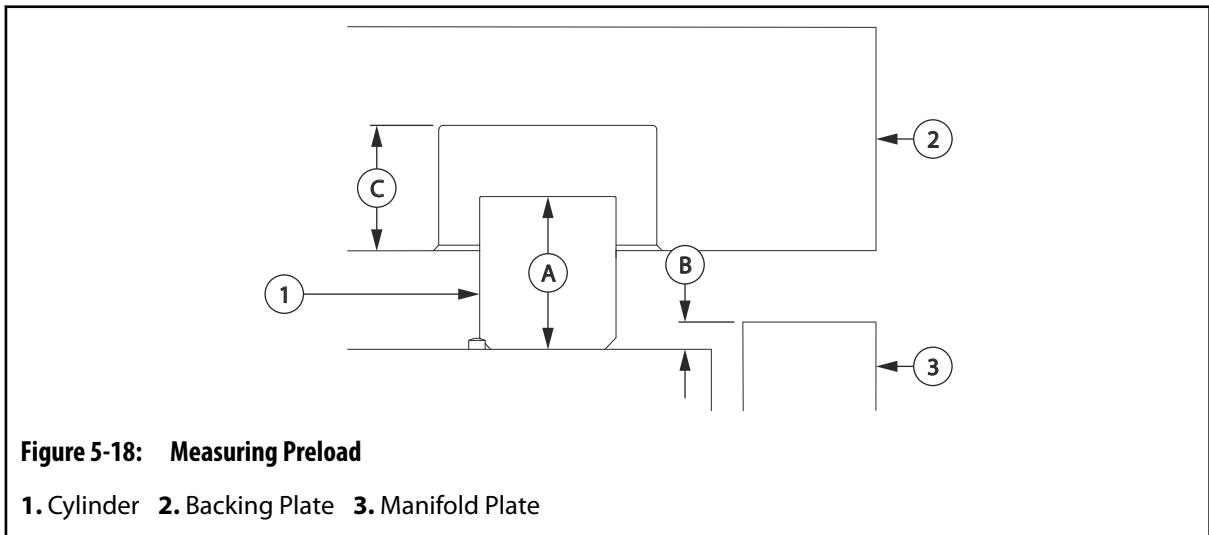 C
2
A
B
1
3
Figure 5-18: Measuring Preload
1. Cylinder 2. Backing Plate 3. Manifold Plate